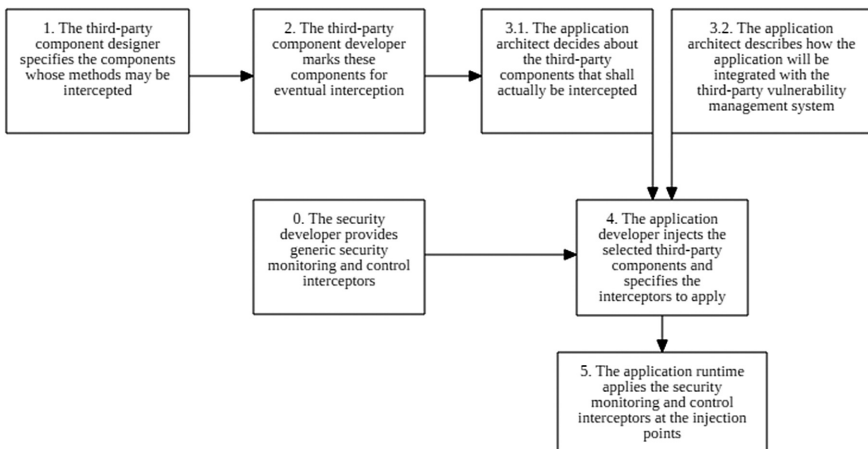 1. The third-party
component designer
specifies the components
whose methods may be
intercepted
2. The third-party
component developer
marks these
components for
eventual interception
3.1. The application
architect decides about
the third-party
components that shall
actually be intercepted
3.2. The application
architect describes how the
application will be
integrated with the
third-party vulnerability
management system
0. The security
developer provides
generic security
monitoring and control
interceptors
4. The application
developer injects the
selected third-party
components and
specifies the
interceptors to apply
5. The application runtime
applies the security
monitoring and control
interceptors at the injection
points